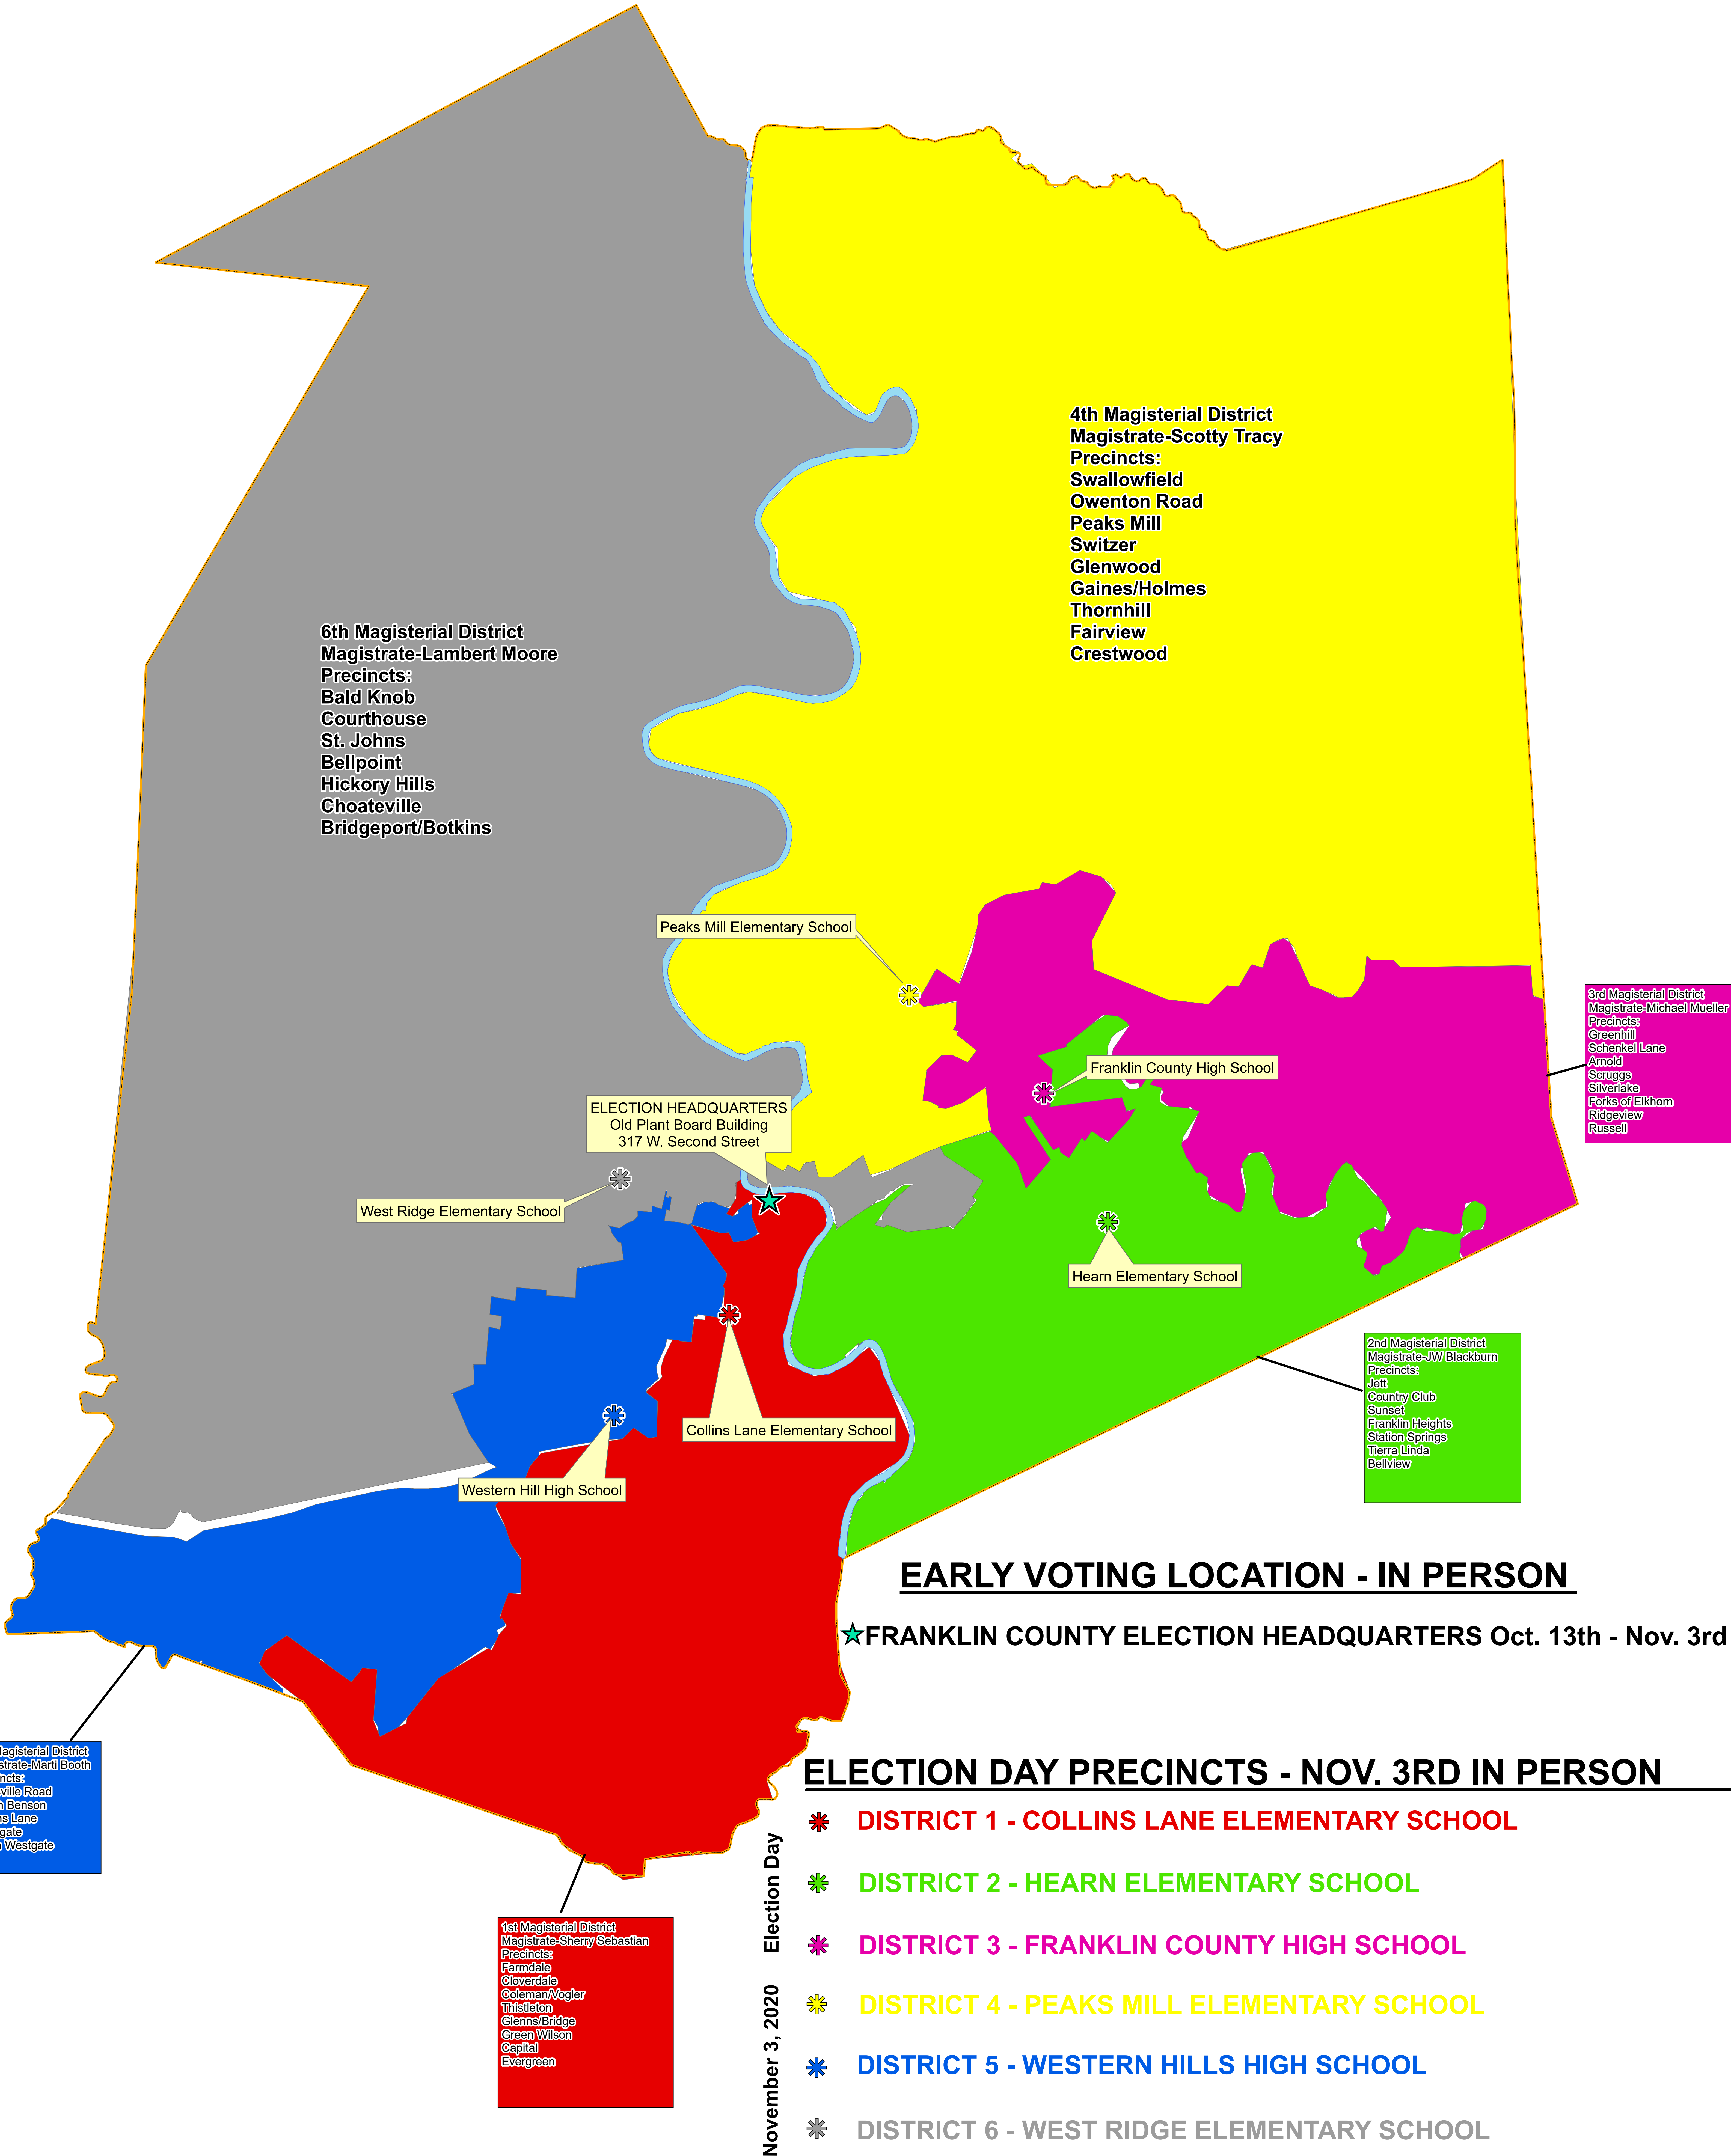 4th Magisterial District
Magistrate-Scotty Tracy
Precincts:
Swallowfield
Owenton Road
Peaks Mill
Switzer
Glenwood
Gaines/Holmes
Thornhill
Fairview
Crestwood
6th Magisterial District
Magistrate-Lambert Moore
Precincts:
Bald Knob
Courthouse
St. Johns
Bellpoint
Hickory Hills
Choateville
Bridgeport/Botkins
Peaks Mill Elementary School
3rd Magisterial District
Magistrate-Michael Mueller
Precincts:
Greenhill
Schenkel Lane
Arnold
Scruggs
Silverlake
Forks of Elkhorn
Ridgeview
Russell
Franklin County High School
ELECTION HEADQUARTERS
Old Plant Board Building
317 W. Second Street
West Ridge Elementary School
Hearn Elementary School
2nd Magisterial District
Magistrate-JW Blackburn
Precincts:
Jett
Country Club
Sunset
Franklin Heights
Station Springs
Tierra Linda
Bellview
Collins Lane Elementary School
Western Hill High School
EARLY VOTING LOCATION - IN PERSON
FRANKLIN COUNTY ELECTION HEADQUARTERS Oct. 13th - Nov. 3rd
District
Marti Booth
Road
Benson
Lane
Westgate
1st Magisterial District
Magistrate-Sherry Sebastian
Precincts:
Farmdale
Cloverdale
Coleman/Vogler
Thistleton
Glenns/Bridge
Green Wilson
Capital
Evergreen
ELECTION DAY PRECINCTS - NOV. 3RD IN PERSON
November 3, 2020 Election Day
DISTRICT 1 - COLLINS LANE ELEMENTARY SCHOOL
DISTRICT 2 - HEARN ELEMENTARY SCHOOL
DISTRICT 3 - FRANKLIN COUNTY HIGH SCHOOL
DISTRICT 4 - PEAKS MILL ELEMENTARY SCHOOL
DISTRICT 5 - WESTERN HILLS HIGH SCHOOL
DISTRICT 6 - WEST RIDGE ELEMENTARY SCHOOL